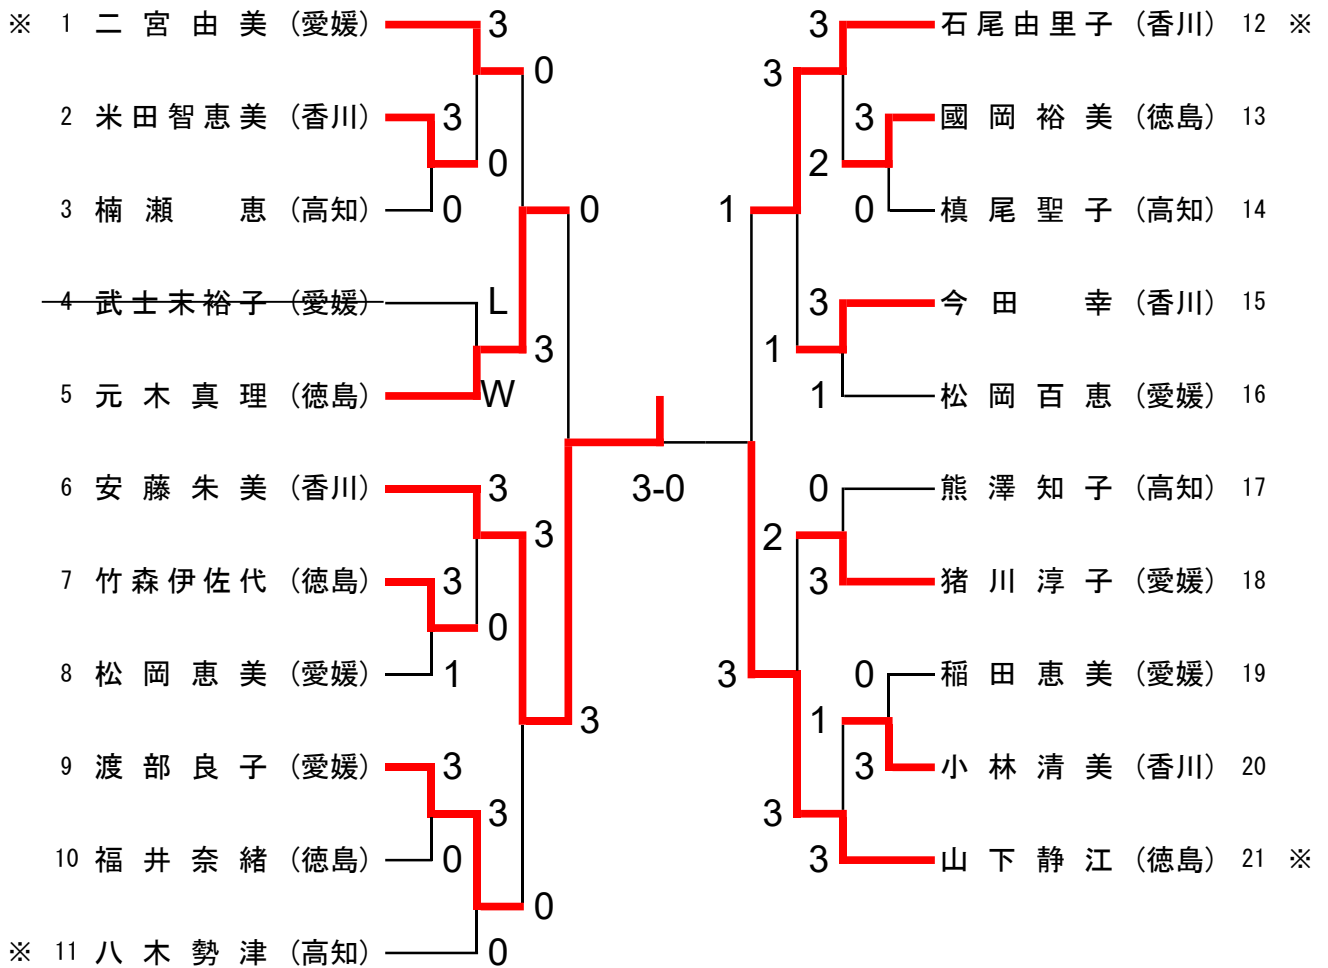 ※ 1 二宮由美 (愛媛) 3
0
2 米田智恵美 (香川) 3
0
3 楠瀬 恵 (高知) 0
0
4 武士末裕子 (愛媛) L
3
5 元木真理 (徳島) W
6 安藤朱美 (香川) 3
3
7 竹森伊佐代 (徳島) 3
0
8 松岡恵美 (愛媛) 1
3
9 渡部良子 (愛媛) 3
3
10 福井奈緒 (徳島) 0
0
※ 11 八木勢津 (高知) 0
3-0
3 石尾由里子 (香川) 12 ※
3
3 國岡裕美 (徳島) 13
2
0 槙尾聖子 (高知) 14
1
3 今田 幸 (香川) 15
1
1 松岡百恵 (愛媛) 16
0 熊澤知子 (高知) 17
2
3 猪川淳子 (愛媛) 18
0 稲田恵美 (愛媛) 19
3
1
3 小林清美 (香川) 20
3
3 山下静江 (徳島) 21 ※